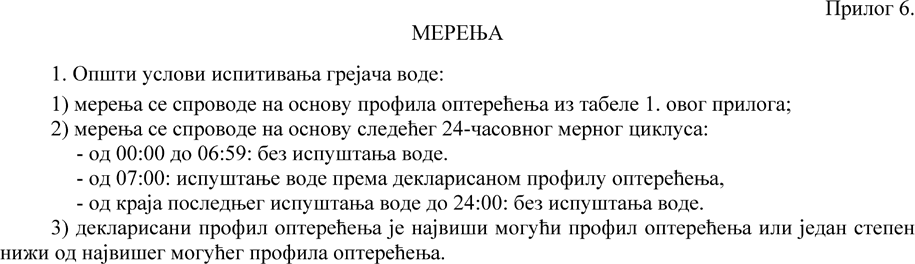 Прилог 6.
МЕРЕЊА
1. Општи услови испитивања грејача воде:
1) мерења се спроводе на основу профила оптерећења из табеле 1. овог прилога;
2) мерења се спроводе на основу следећег 24-часовног мерног циклуса:
- од 00:00 до 06:59: без испуштања воде.
- од 07:00: испуштање воде према декларисаном профилу оптерећења,
- од краја последњег испуштања воде до 24:00: без испуштања воде.
3) декларисани профил оптерећења је највиши могући профил оптерећења или један степен
нижи од највишег могућег профила оптерећења.